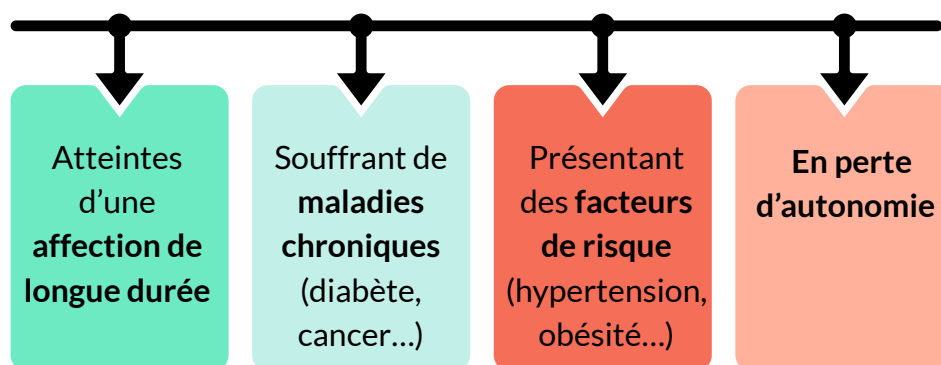 Atteintes
d’une
affection de
longue durée
Souffrant de
maladies
chroniques
(diabète,
cancer…)
Présentant
des facteurs
de risque
(hypertension,
obésité…)
En perte
d’autonomie